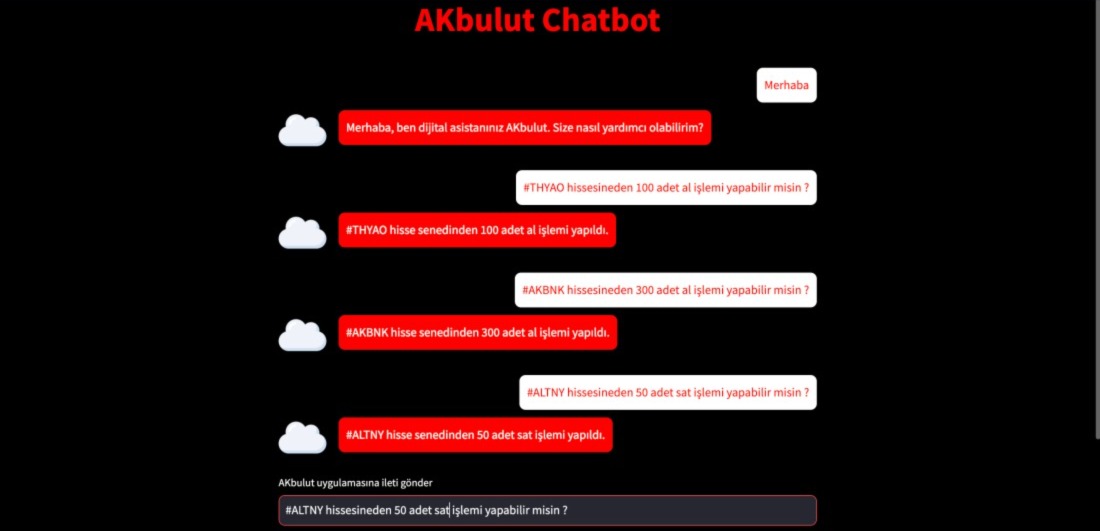 AKbulut Chatbot
Merhaba
Merhaba, ben dijital asistanınız AKbulut. Size nasıl yardımcı olabilirim?
#THYAO hissesineden 100 adet al işlemi yapabilir misin ?
#THYAO hisse senedinden 100 adet al işlemi yapıldı.
#AKBNK hissesineden 300 adet al işlemi yapabilir misin ?
#AKBNK hisse senedinden 300 adet al işlemi yapıldı.
#ALTNY hissesineden 50 adet sat işlemi yapabilir misin ?
#ALTNY hisse senedinden 50 adet sat işlemi yapıldı.
AKbulut uygulamasına ileti gönder
#ALTNY hissesineden 50 adet sat işlemi yapabilir misin ?